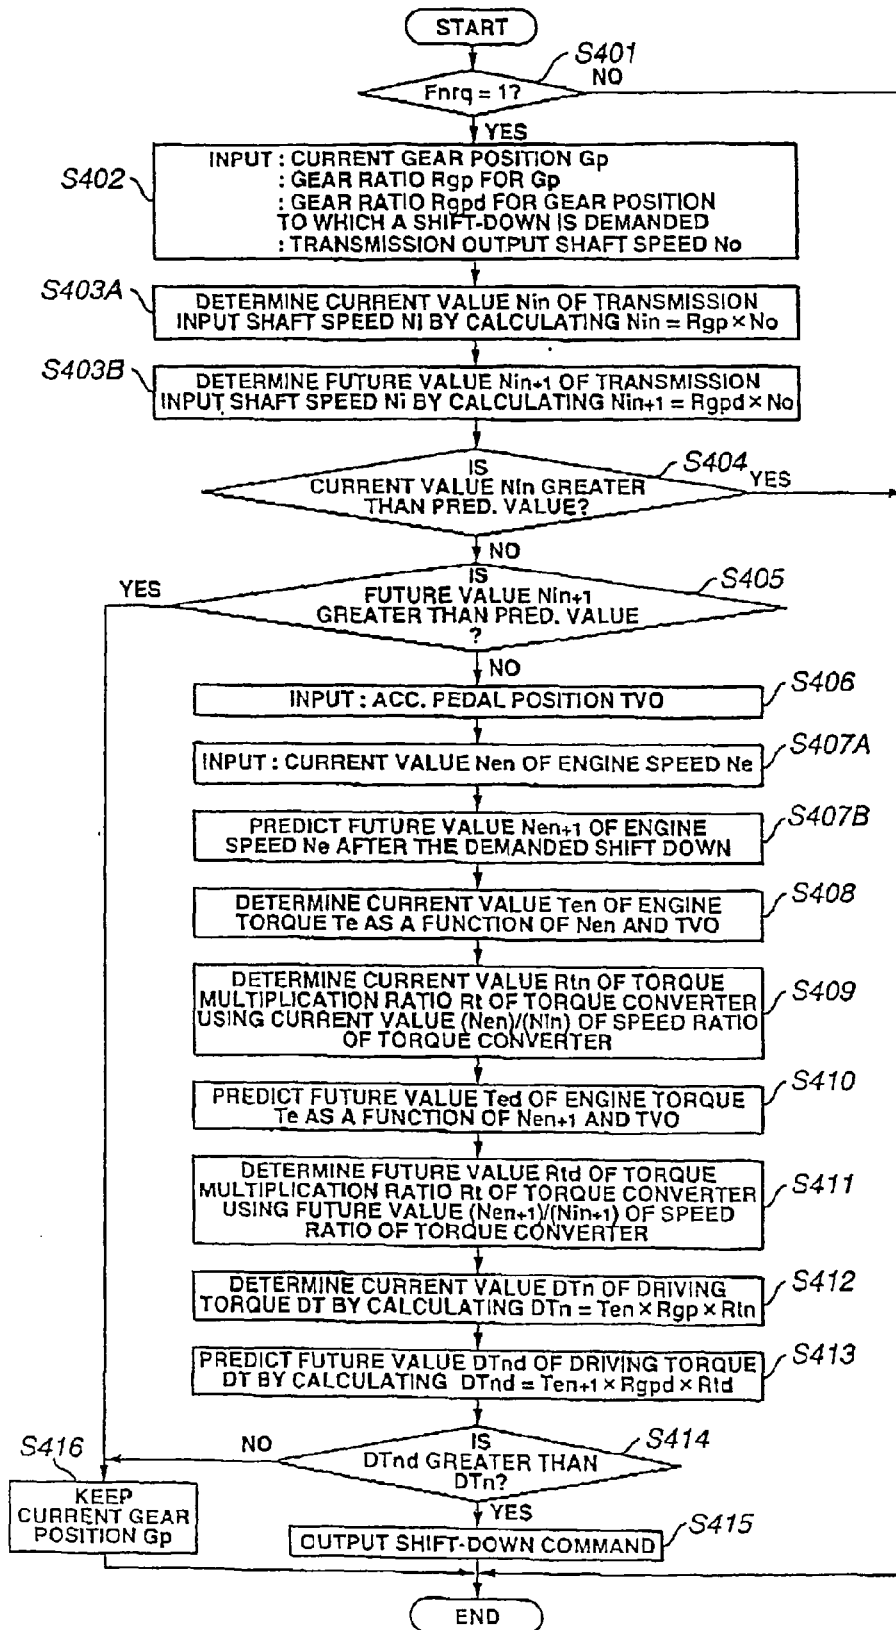 START
S401
Fnrq = 1?
NO
YES
S402
INPUT : CURRENT GEAR POSITION Gp
: GEAR RATIO Rgp FOR Gp
: GEAR RATIO Rgpd FOR GEAR POSITION
TO WHICH A SHIFT-DOWN IS DEMANDED
: TRANSMISSION OUTPUT SHAFT SPEED No
S403A
DETERMINE CURRENT VALUE Nin OF TRANSMISSION
INPUT SHAFT SPEED Ni BY CALCULATING Nin = Rgp × No
S403B
DETERMINE FUTURE VALUE Nin+1 OF TRANSMISSION
INPUT SHAFT SPEED Ni BY CALCULATING Nin+1 = Rgpd × No
S404
IS
CURRENT VALUE Nin GREATER
THAN PRED. VALUE?
YES
NO
S405
IS
FUTURE VALUE Nin+1
GREATER THAN PRED. VALUE
?
YES
NO
S406
INPUT : ACC. PEDAL POSITION TVO
S407A
INPUT : CURRENT VALUE Nen OF ENGINE SPEED Ne
S407B
PREDICT FUTURE VALUE Nen+1 OF ENGINE
SPEED Ne AFTER THE DEMANDED SHIFT DOWN
S408
DETERMINE CURRENT VALUE Ten OF ENGINE
TORQUE Te AS A FUNCTION OF Nen AND TVO
S409
DETERMINE CURRENT VALUE Rtn OF TORQUE
MULTIPLICATION RATIO Rt OF TORQUE CONVERTER
USING CURRENT VALUE (Nen)/(Nin) OF SPEED RATIO
OF TORQUE CONVERTER
S410
PREDICT FUTURE VALUE Ted OF ENGINE TORQUE
Te AS A FUNCTION OF Nen+1 AND TVO
S411
DETERMINE FUTURE VALUE Rtd OF TORQUE
MULTIPLICATION RATIO Rt OF TORQUE CONVERTER
USING FUTURE VALUE (Nen+1)/(Nin+1) OF SPEED
RATIO OF TORQUE CONVERTER
S412
DETERMINE CURRENT VALUE DTn OF DRIVING
TORQUE DT BY CALCULATING DTn = Ten × Rgp × Rtn
S413
PREDICT FUTURE VALUE DTnd OF DRIVING TORQUE
DT BY CALCULATING DTnd = Ten+1 × Rgpd × Rtd
S414
IS
DTnd GREATER THAN
DTn?
NO
YES
S416
KEEP
CURRENT GEAR
POSITION Gp
S415
OUTPUT SHIFT-DOWN COMMAND
END